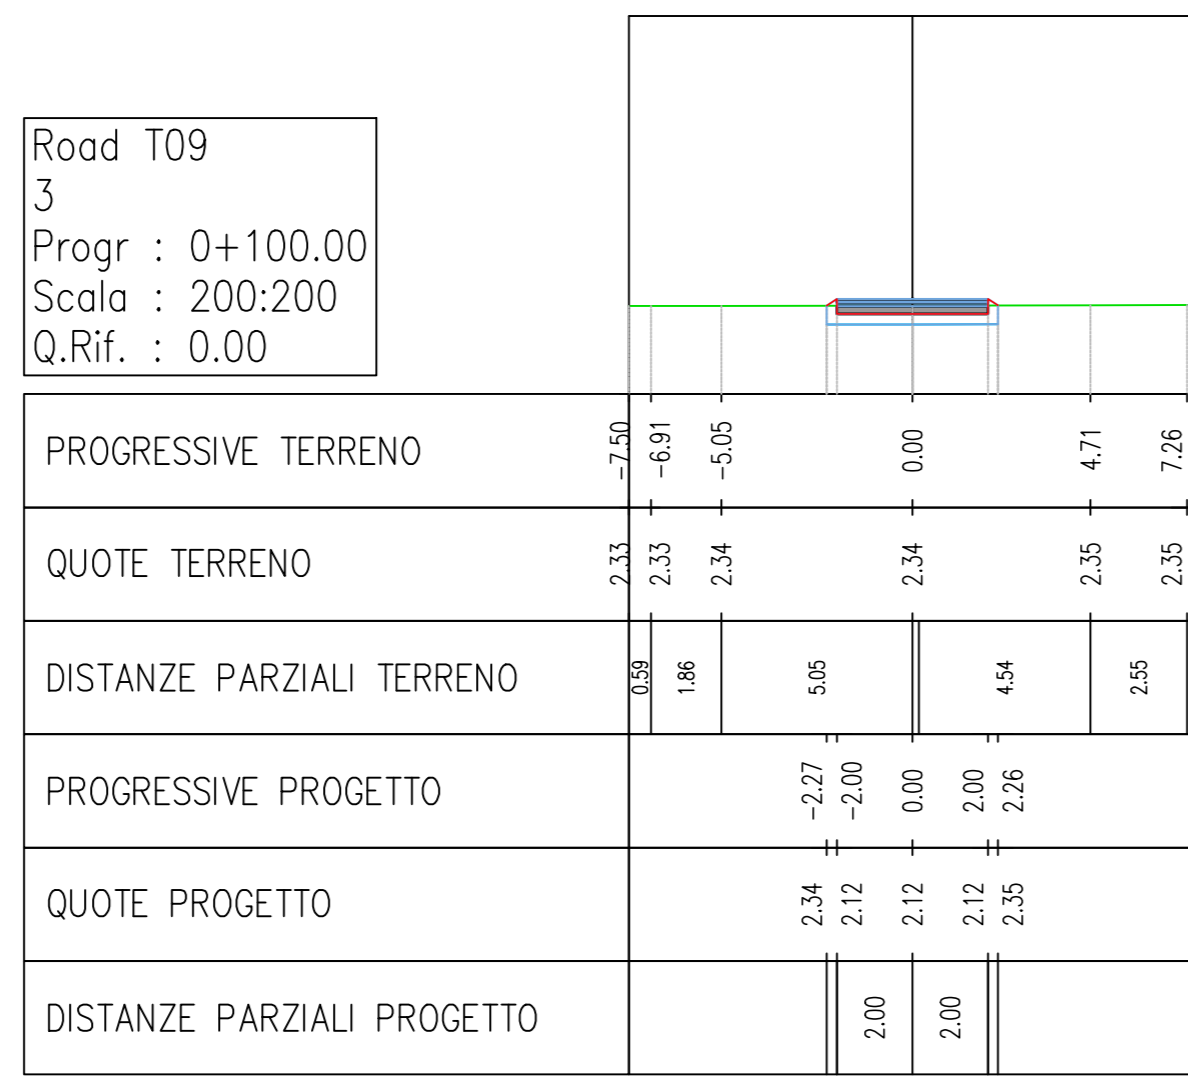 Road T09
3
Progr : 0+100.00
Scala : 200:200
Q.Rif. : 0.00
PROGRESSIVE TERRENO
-7.50 -6.91 -5.05 0.00 4.71 7.26
QUOTE TERRENO
2.33 2.33 2.34 2.34 2.35 2.35
DISTANZE PARZIALI TERRENO
0.59 1.86 5.05 4.54 2.55
PROGRESSIVE PROGETTO
-2.27 -2.00 0.00 2.00 2.26
QUOTE PROGETTO
2.34 2.12 2.12 2.12 2.35
DISTANZE PARZIALI PROGETTO
2.00 2.00